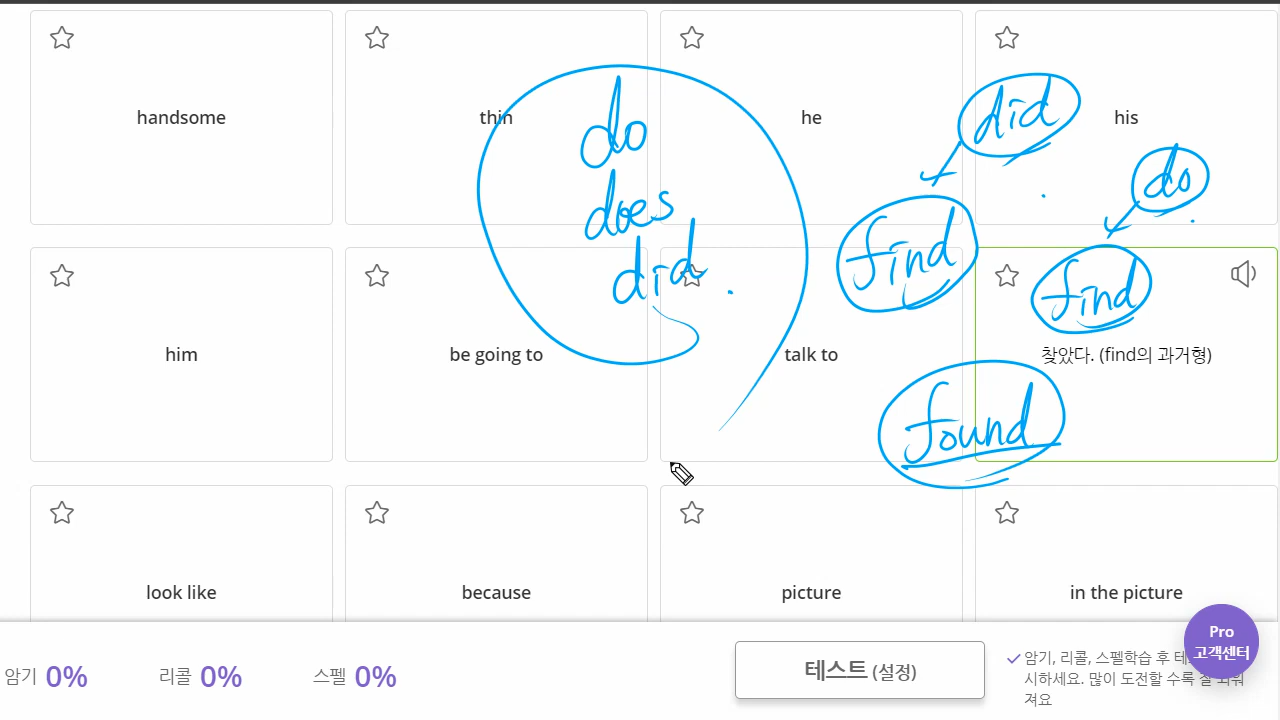 handsome
thin
he
his
do
does
did.
did
do
find
find
found
him
be going to
talk to
찾았다. (find의 과거형)
look like
because
picture
in the picture
암기 0%
리콜 0%
스펠 0%
테스트 (설정)
Pro
고객센터
암기, 리콜, 스펠학습 후
시하세요. 많이 도전할 수록
져요